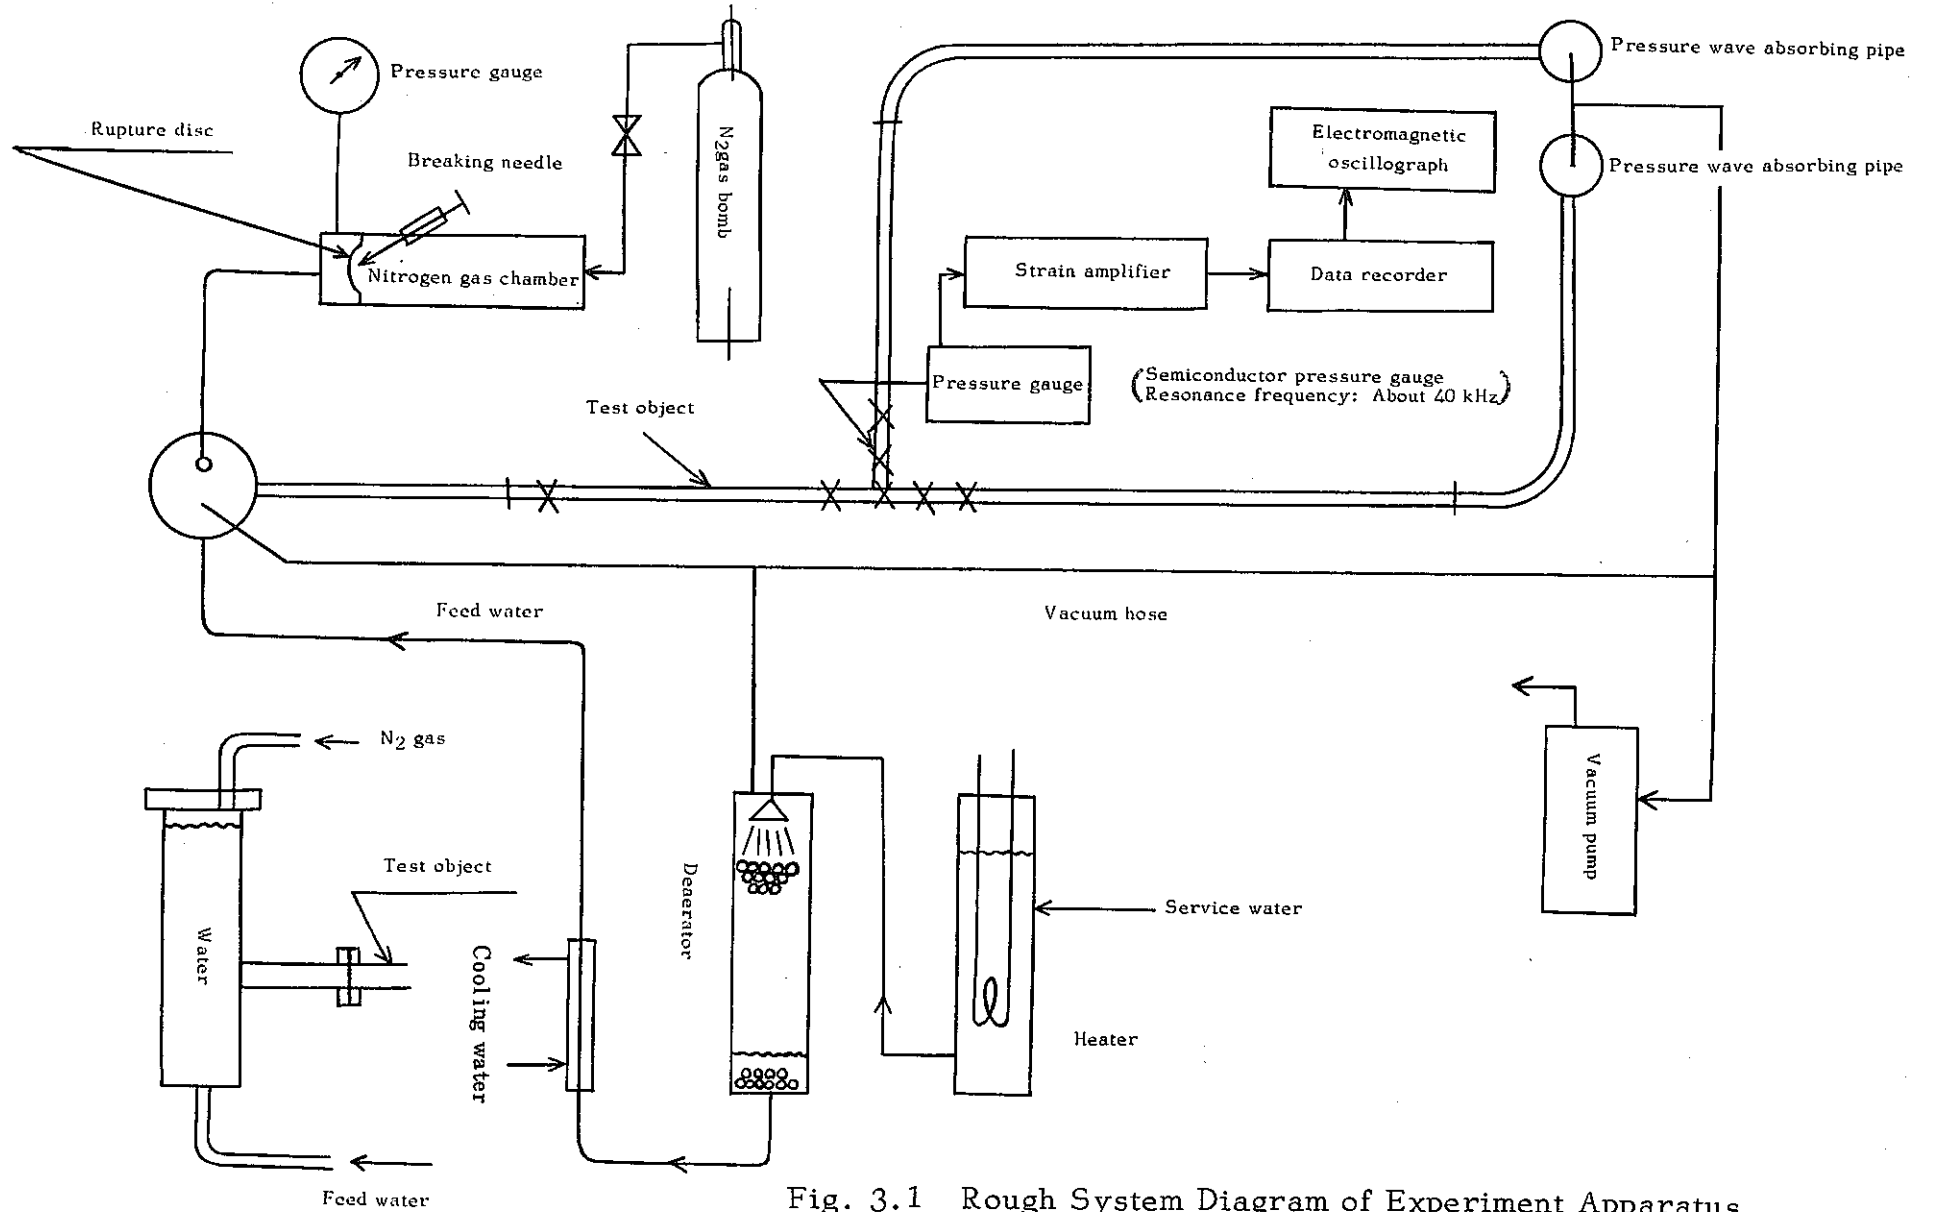 Pressure wave absorbing pipe
Pressure gauge
Rupture disc
Breaking needle
N2gas bomb
Electromagnetic
oscillograph
Pressure wave absorbing pipe
Nitrogen gas chamber
Strain amplifier
Data recorder
Pressure gauge
(Semiconductor pressure gauge
Resonance frequency: About 40 kHz)
Test object
Feed water
Vacuum hose
N2 gas
Vacuum pump
Test object
Deaerator
Service water
Water
Cooling water
Heater
Feed water
Fig. 3.1 Rough System Diagram of Experiment Apparatus